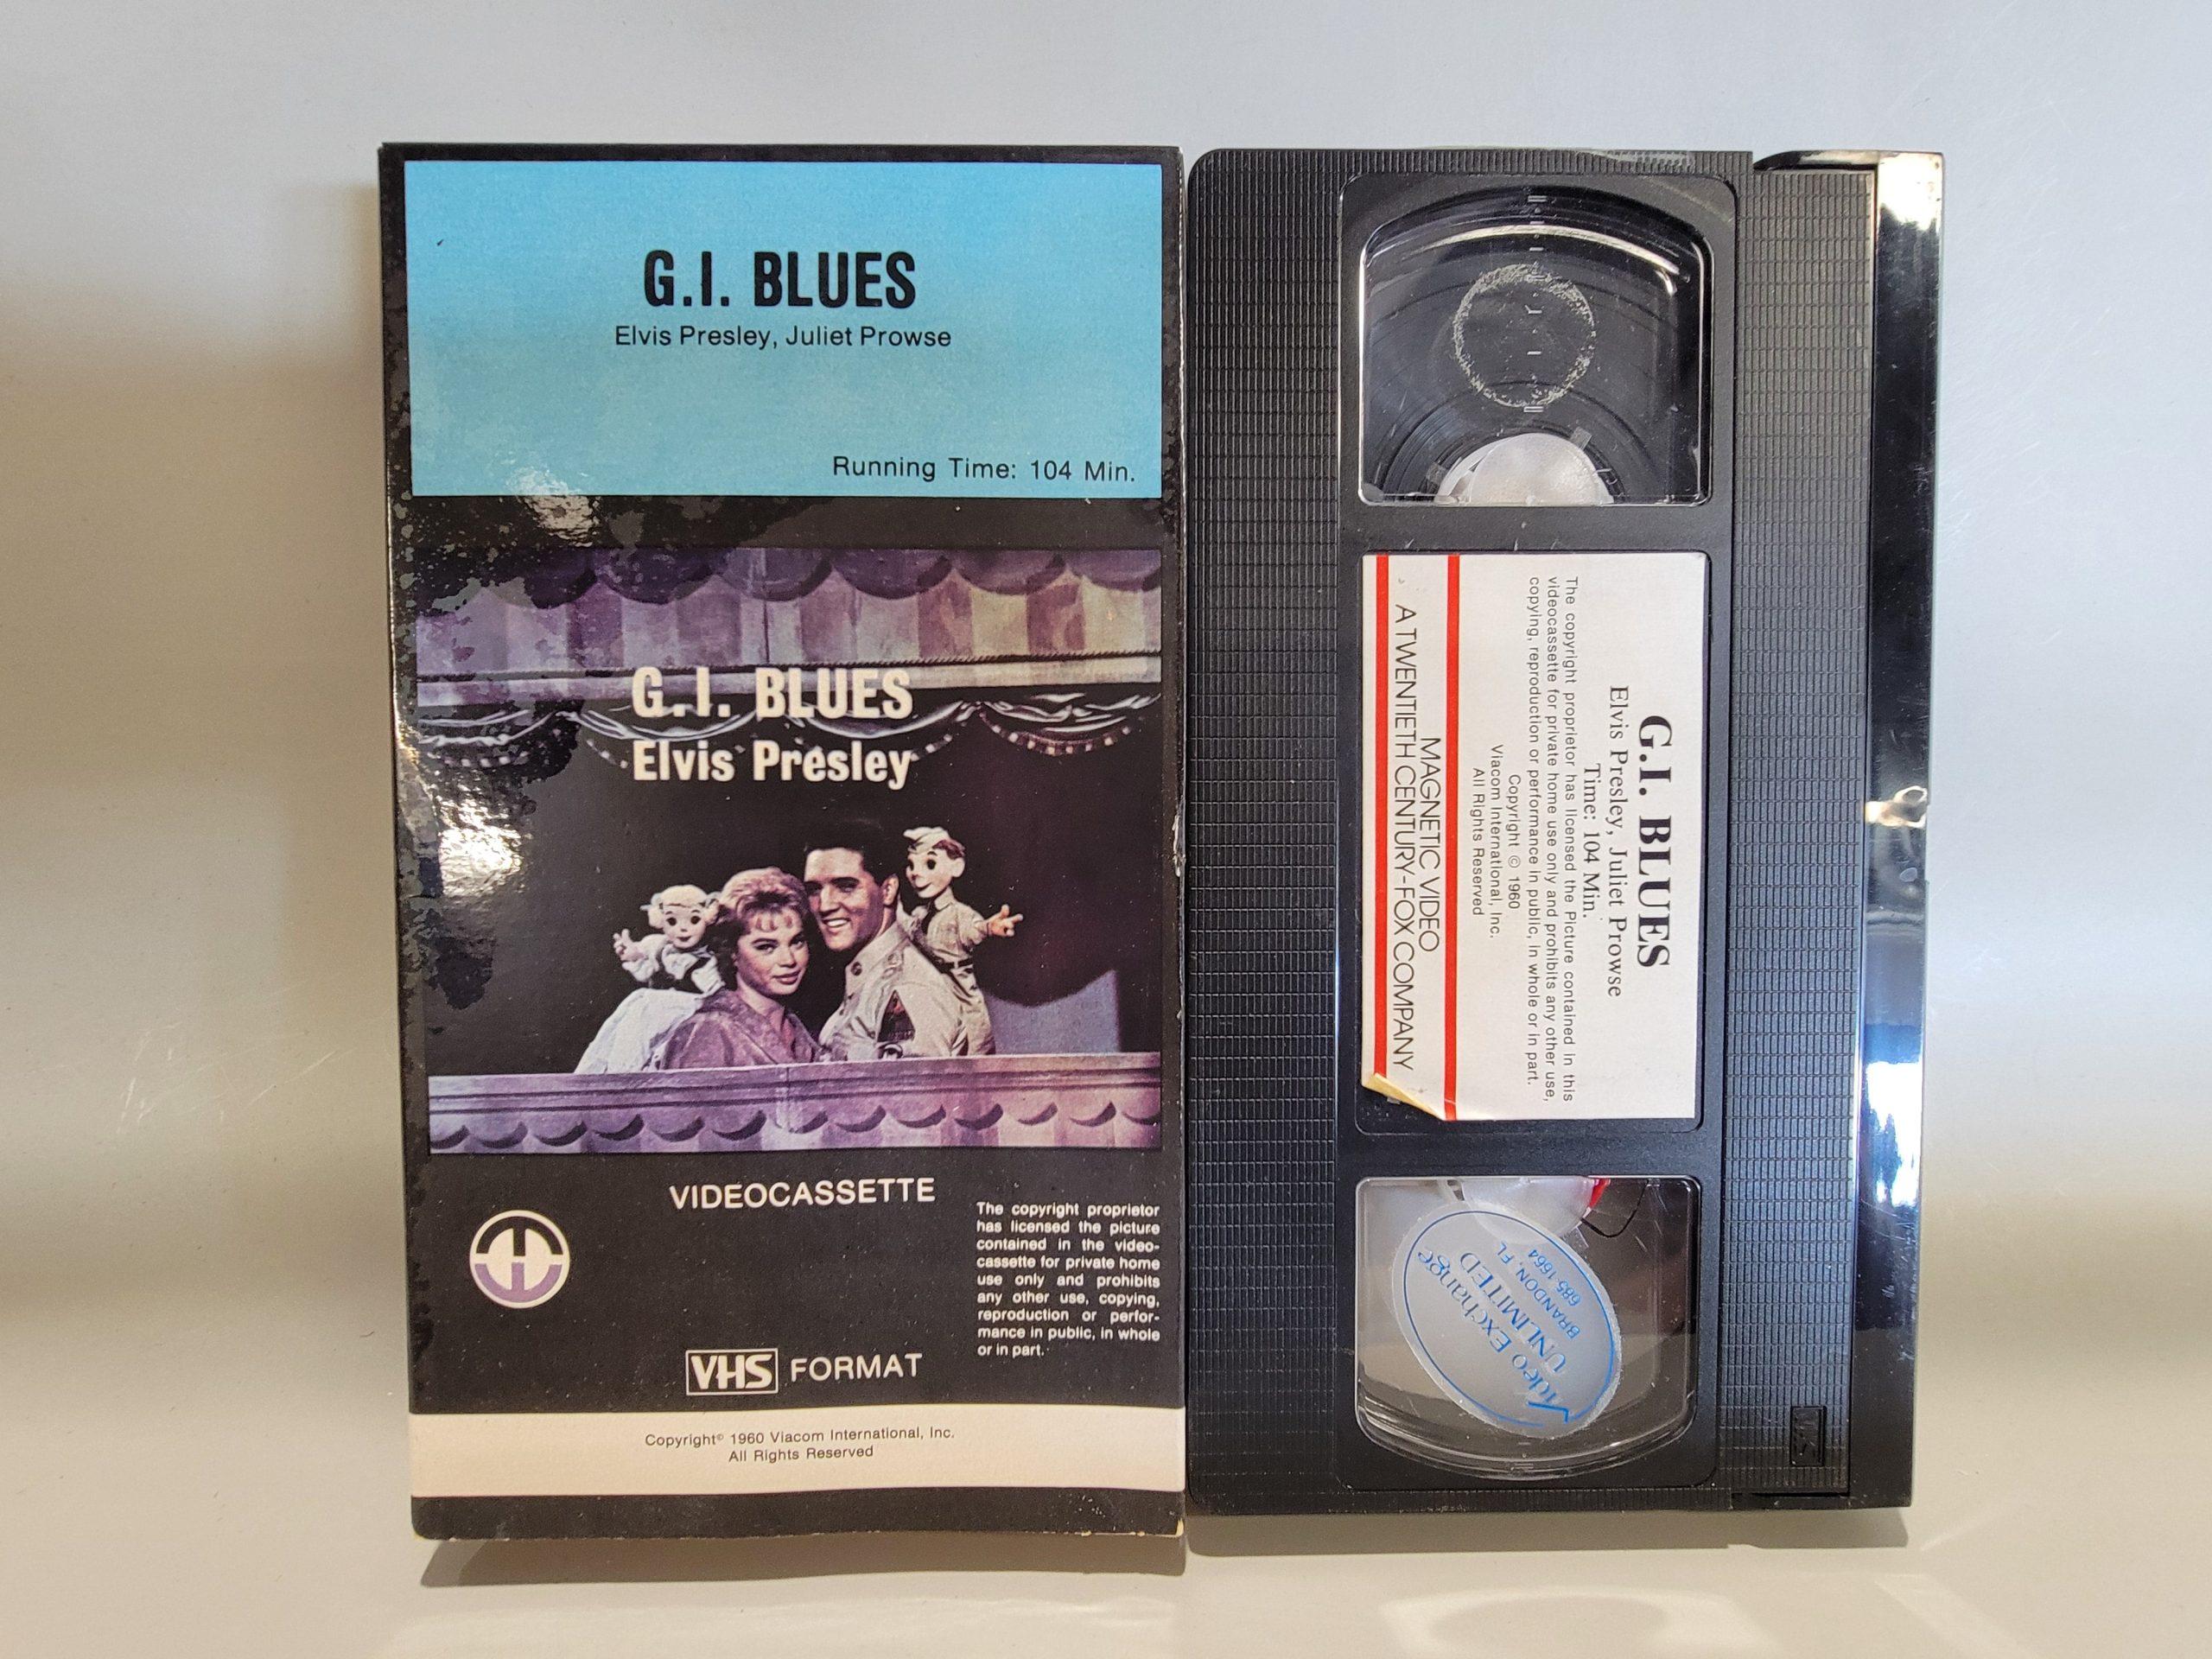 G.I. BLUES
Elvis Presley, Juliet Prowse
Running Time: 104 Min.
G.I. BLUES
Elvis Presley
VIDEOCASSETTE
The copyright proprietor
has licensed the picture
contained in the video-
cassette for private home
use only and prohibits
any other use, copying,
reproduction or perfor-
mance in public, in whole
or in part.
VHS FORMAT
Copyright© 1960 Viacom International, Inc.
All Rights Reserved
G.I. BLUES
Elvis Presley, Juliet Prowse
Time: 104 Min.
The copyright proprietor has licensed the Picture contained in this
videocassette for private home use only and prohibits any other use,
copying, reproduction or performance in public, in whole or in part.
Copyright © 1960
Viacom International, Inc.
All Rights Reserved
MAGNETIC VIDEO
A TWENTIETH CENTURY-FOX COMPANY
Video Exchange
UNLIMITED
BRANDON, FL
685-1664
VHS